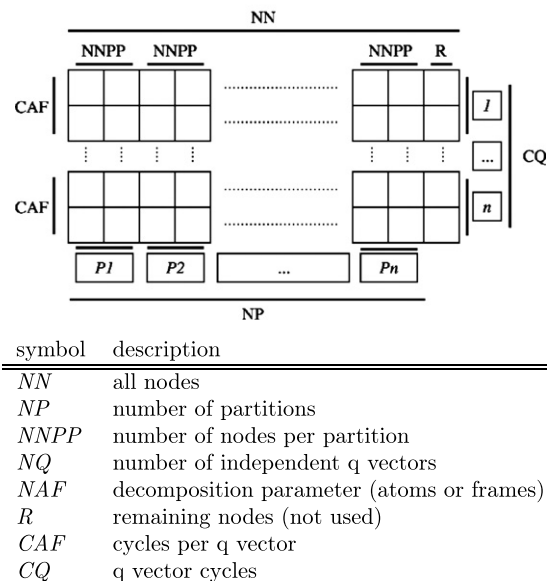 NN
NNPP NNPP NNPP R
CAF 1
... CQ
CAF n
P1 P2 ... Pn
NP
symbol description
NN all nodes
NP number of partitions
NNPP number of nodes per partition
NQ number of independent q vectors
NAF decomposition parameter (atoms or frames)
R remaining nodes (not used)
CAF cycles per q vector
CQ q vector cycles